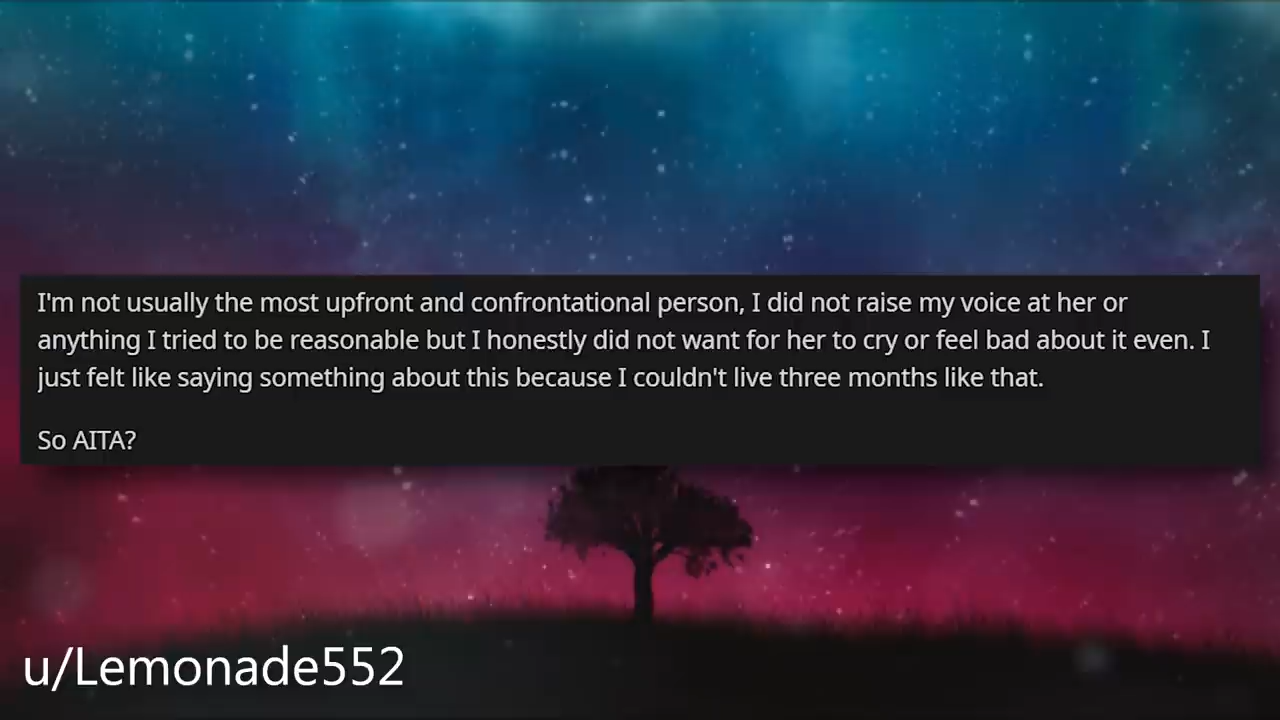 I'm not usually the most upfront and confrontational person, I did not raise my voice at her or
anything I tried to be reasonable but I honestly did not want for her to cry or feel bad about it even. I
just felt like saying something about this because I couldn't live three months like that.
So AITA?
u/Lemonade552